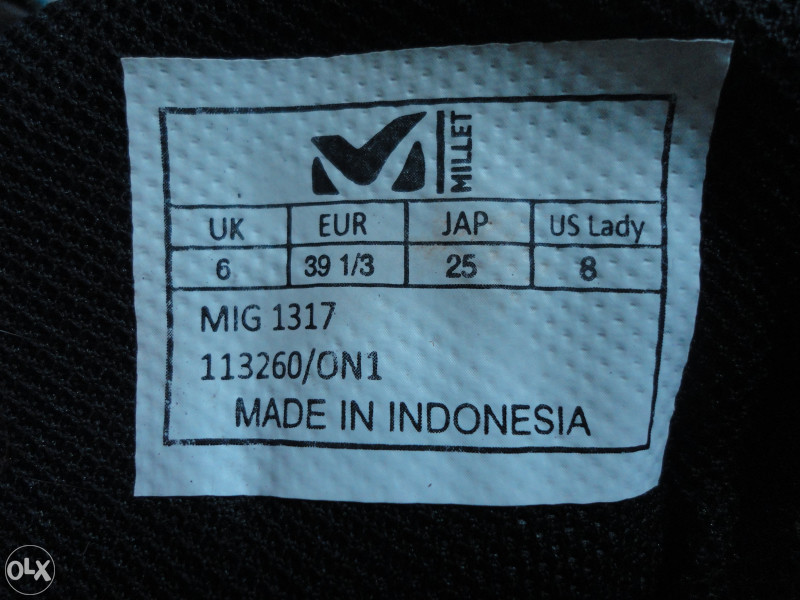 MILLET
UK EUR JAP US Lady
6 39 1/3 25 8
MIG 1317
113260/ON1
MADE IN INDONESIA
OLX